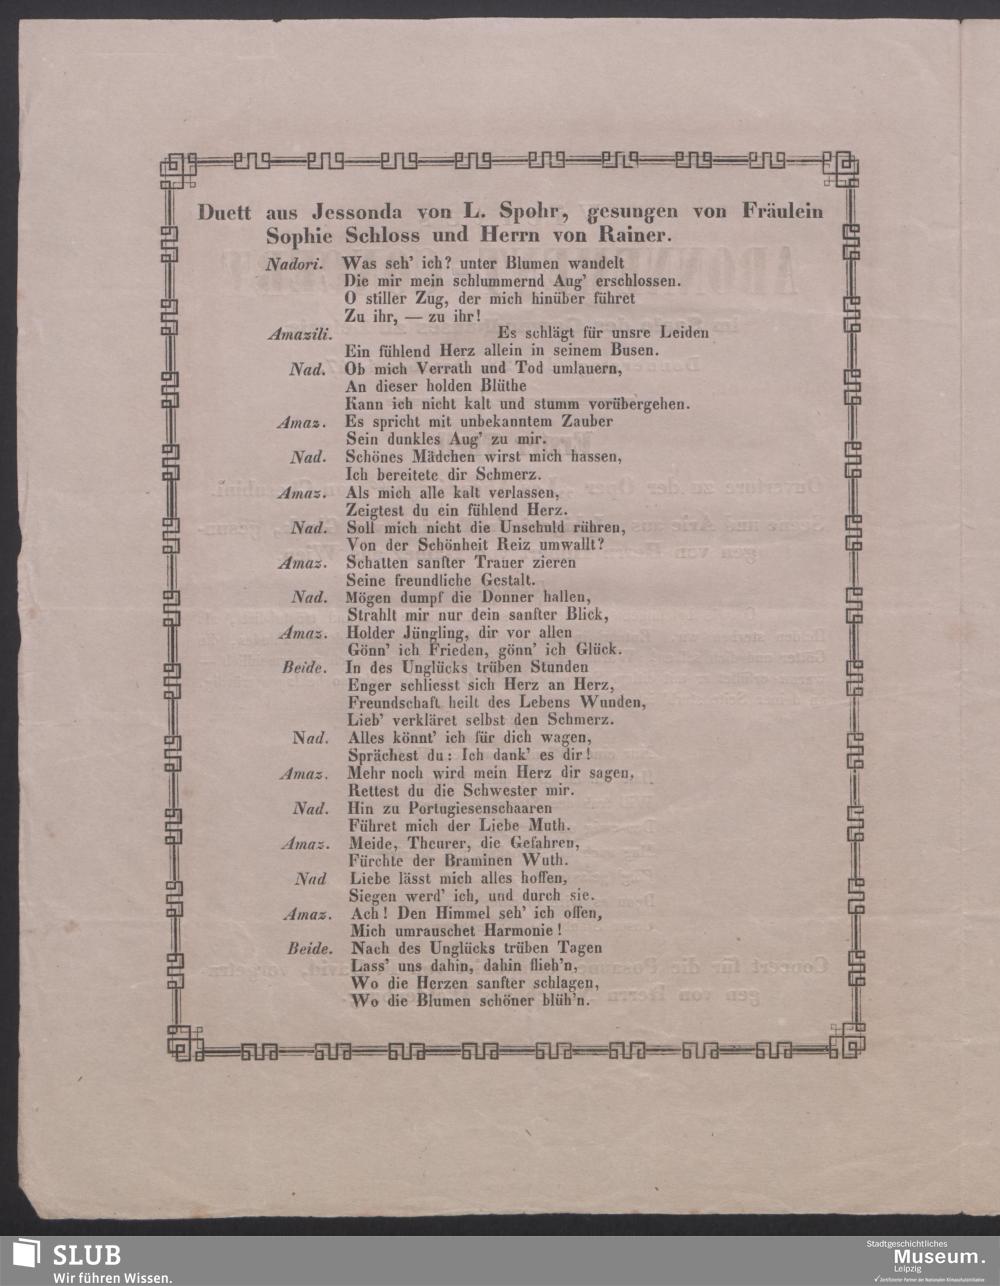 Duett aus Jessonda von L. Spohr, gesungen von Fräulein
Sophie Schloss und Herrn von Rainer.
Nadori. Was seh' ich? unter Blumen wandelt
Die mir mein schlummernd Aug' erschlossen.
O stiller Zug, der mich hinüber führet
Zu ihr, — zu ihr!
Amazili. Es schlägt für unsre Leiden
Ein fühlend Herz allein in seinem Busen.
Nad. Ob mich Verrath und Tod umlauern,
An dieser holden Blüthe
Kann ich nicht kalt und stumm vorübergehen.
Amaz. Es spricht mit unbekanntem Zauber
Sein dunkles Aug' zu mir.
Nad. Schönes Mädchen wirst mich hassen,
Ich bereitete dir Schmerz.
Amaz. Als mich alle kalt verlassen,
Zeigtest du ein fühlend Herz.
Nad. Soll mich nicht die Unschuld rühren,
Von der Schönheit Reiz umwallt?
Amaz. Schatten sanfter Trauer zieren
Seine freundliche Gestalt.
Nad. Mögen dumpf die Donner hallen,
Strahlt mir nur dein sanfter Blick,
Amaz. Holder Jüngling, dir vor allen
Gönn' ich Frieden, gönn' ich Glück.
Beide. In des Unglücks trüben Stunden
Enger schliesst sich Herz an Herz,
Freundschaft heilt des Lebens Wunden,
Lieb' verkläret selbst den Schmerz.
Nad. Alles könnt' ich für dich wagen,
Sprächest du: Ich dank' es dir!
Amaz. Mehr noch wird mein Herz dir sagen,
Rettest du die Schwester mir.
Nad. Hin zu Portugiesenschaaren
Führet mich der Liebe Muth.
Amaz. Meide, Theurer, die Gefahren,
Fürchte der Braminen Wuth.
Nad Liebe lässt mich alles hoffen,
Siegen werd' ich, und durch sie.
Amaz. Ach! Den Himmel seh' ich offen,
Mich umrauschet Harmonie!
Beide. Nach des Unglücks trüben Tagen
Lass' uns dahin, dahin flieh'n,
Wo die Herzen sanfter schlagen,
Wo die Blumen schöner blüh'n.
SLUB
Wir führen Wissen.
Stadtgeschichtliches
Museum.
Leipzig
Zertifizierter Partner der Nationalen Klimaschutzinitiative